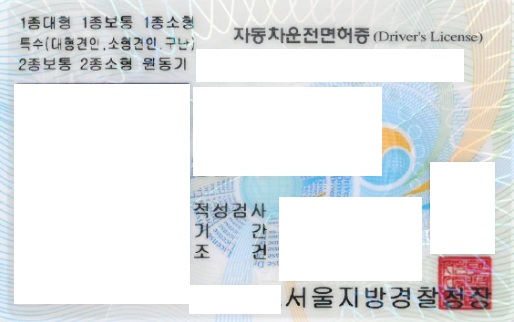 1종대형 1종보통 1종소형
특수(대형견인,소형견인,구난)
2종보통 2종소형 원동기
자동차운전면허증 (Driver's License)
적성검사
기 간
조 건
서울지방경찰청장